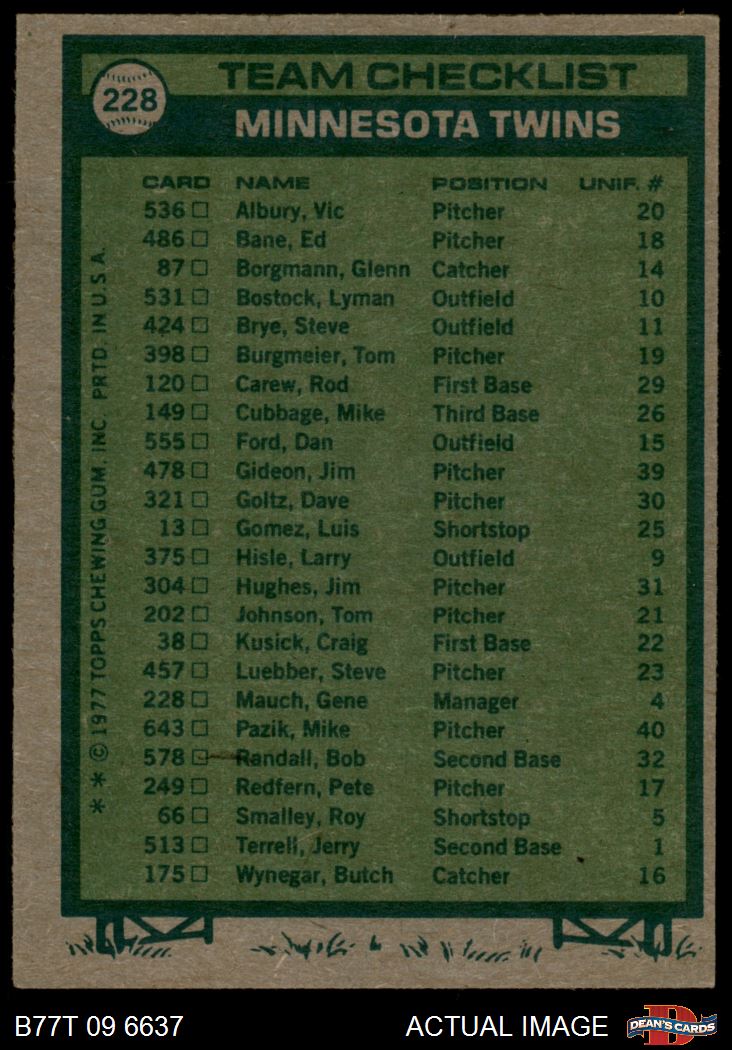 228
TEAM CHECKLIST
MINNESOTA TWINS
CARD NAME POSITION UNIF. #
536 Albury, Vic Pitcher 20
486 Bane, Ed Pitcher 18
87 Borgmann, Glenn Catcher 14
531 Bostock, Lyman Outfield 10
424 Brye, Steve Outfield 11
398 Burgmeier, Tom Pitcher 19
120 Carew, Rod First Base 29
149 Cubbage, Mike Third Base 26
555 Ford, Dan Outfield 15
478 Gideon, Jim Pitcher 39
321 Goltz, Dave Pitcher 30
13 Gomez, Luis Shortstop 25
375 Hisle, Larry Outfield 9
304 Hughes, Jim Pitcher 31
202 Johnson, Tom Pitcher 21
38 Kusick, Craig First Base 22
457 Luebber, Steve Pitcher 23
228 Mauch, Gene Manager 4
643 Pazik, Mike Pitcher 40
578 Randall, Bob Second Base 32
249 Redfern, Pete Pitcher 17
66 Smalley, Roy Shortstop 5
513 Terrell, Jerry Second Base 1
175 Wynegar, Butch Catcher 16
* * © 1977 TOPPS CHEWING GUM, INC. PRTD. IN U.S.A.
B77T 09 6637 ACTUAL IMAGE
DEAN'S CARDS